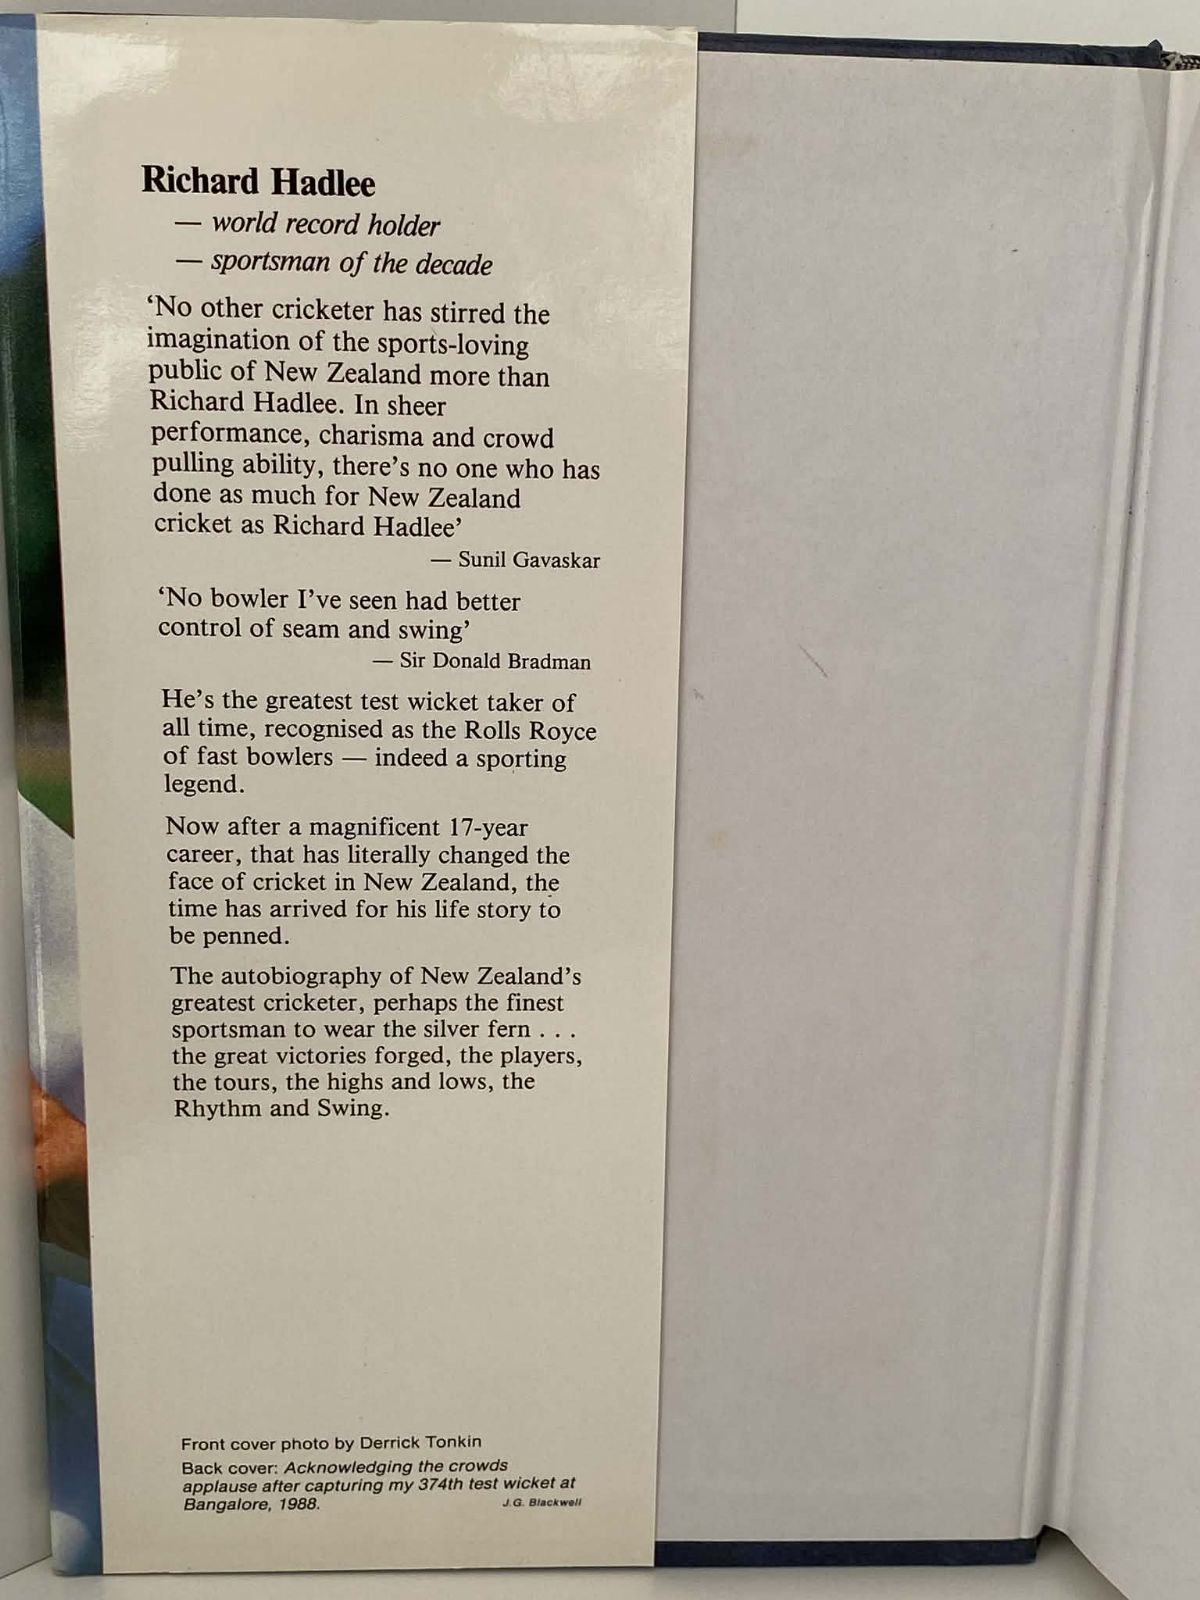 Richard Hadlee
— world record holder
— sportsman of the decade
‘No other cricketer has stirred the
imagination of the sports-loving
public of New Zealand more than
Richard Hadlee. In sheer
performance, charisma and crowd
pulling ability, there’s no one who has
done as much for New Zealand
cricket as Richard Hadlee’
— Sunil Gavaskar
‘No bowler I’ve seen had better
control of seam and swing’
— Sir Donald Bradman
He’s the greatest test wicket taker of
all time, recognised as the Rolls Royce
of fast bowlers — indeed a sporting
legend.
Now after a magnificent 17-year
career, that has literally changed the
face of cricket in New Zealand, the
time has arrived for his life story to
be penned.
The autobiography of New Zealand’s
greatest cricketer, perhaps the finest
sportsman to wear the silver fern . . .
the great victories forged, the players,
the tours, the highs and lows, the
Rhythm and Swing.
Front cover photo by Derrick Tonkin
Back cover: Acknowledging the crowds
applause after capturing my 374th test wicket at
Bangalore, 1988. J.G. Blackwell